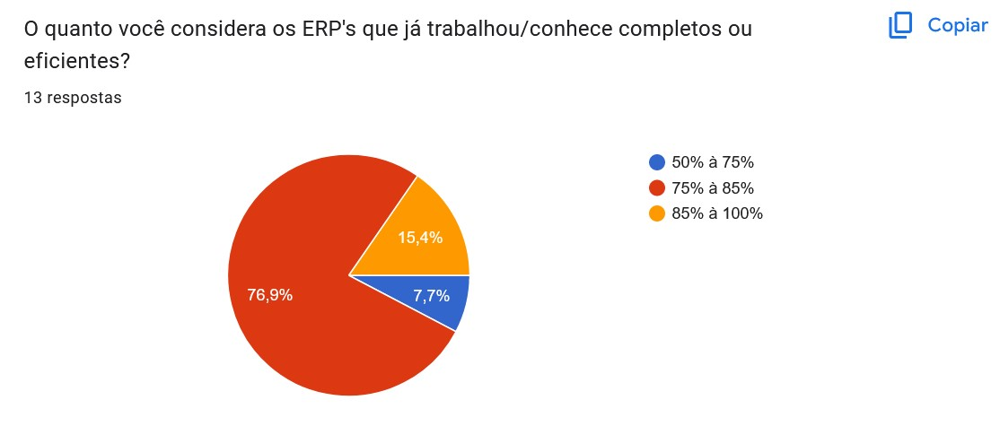 O quanto você considera os ERP's que já trabalhou/conhece completos ou
eficientes?
Copiar
13 respostas
50% à 75%
75% à 85%
85% à 100%
15,4%
76,9%
7,7%